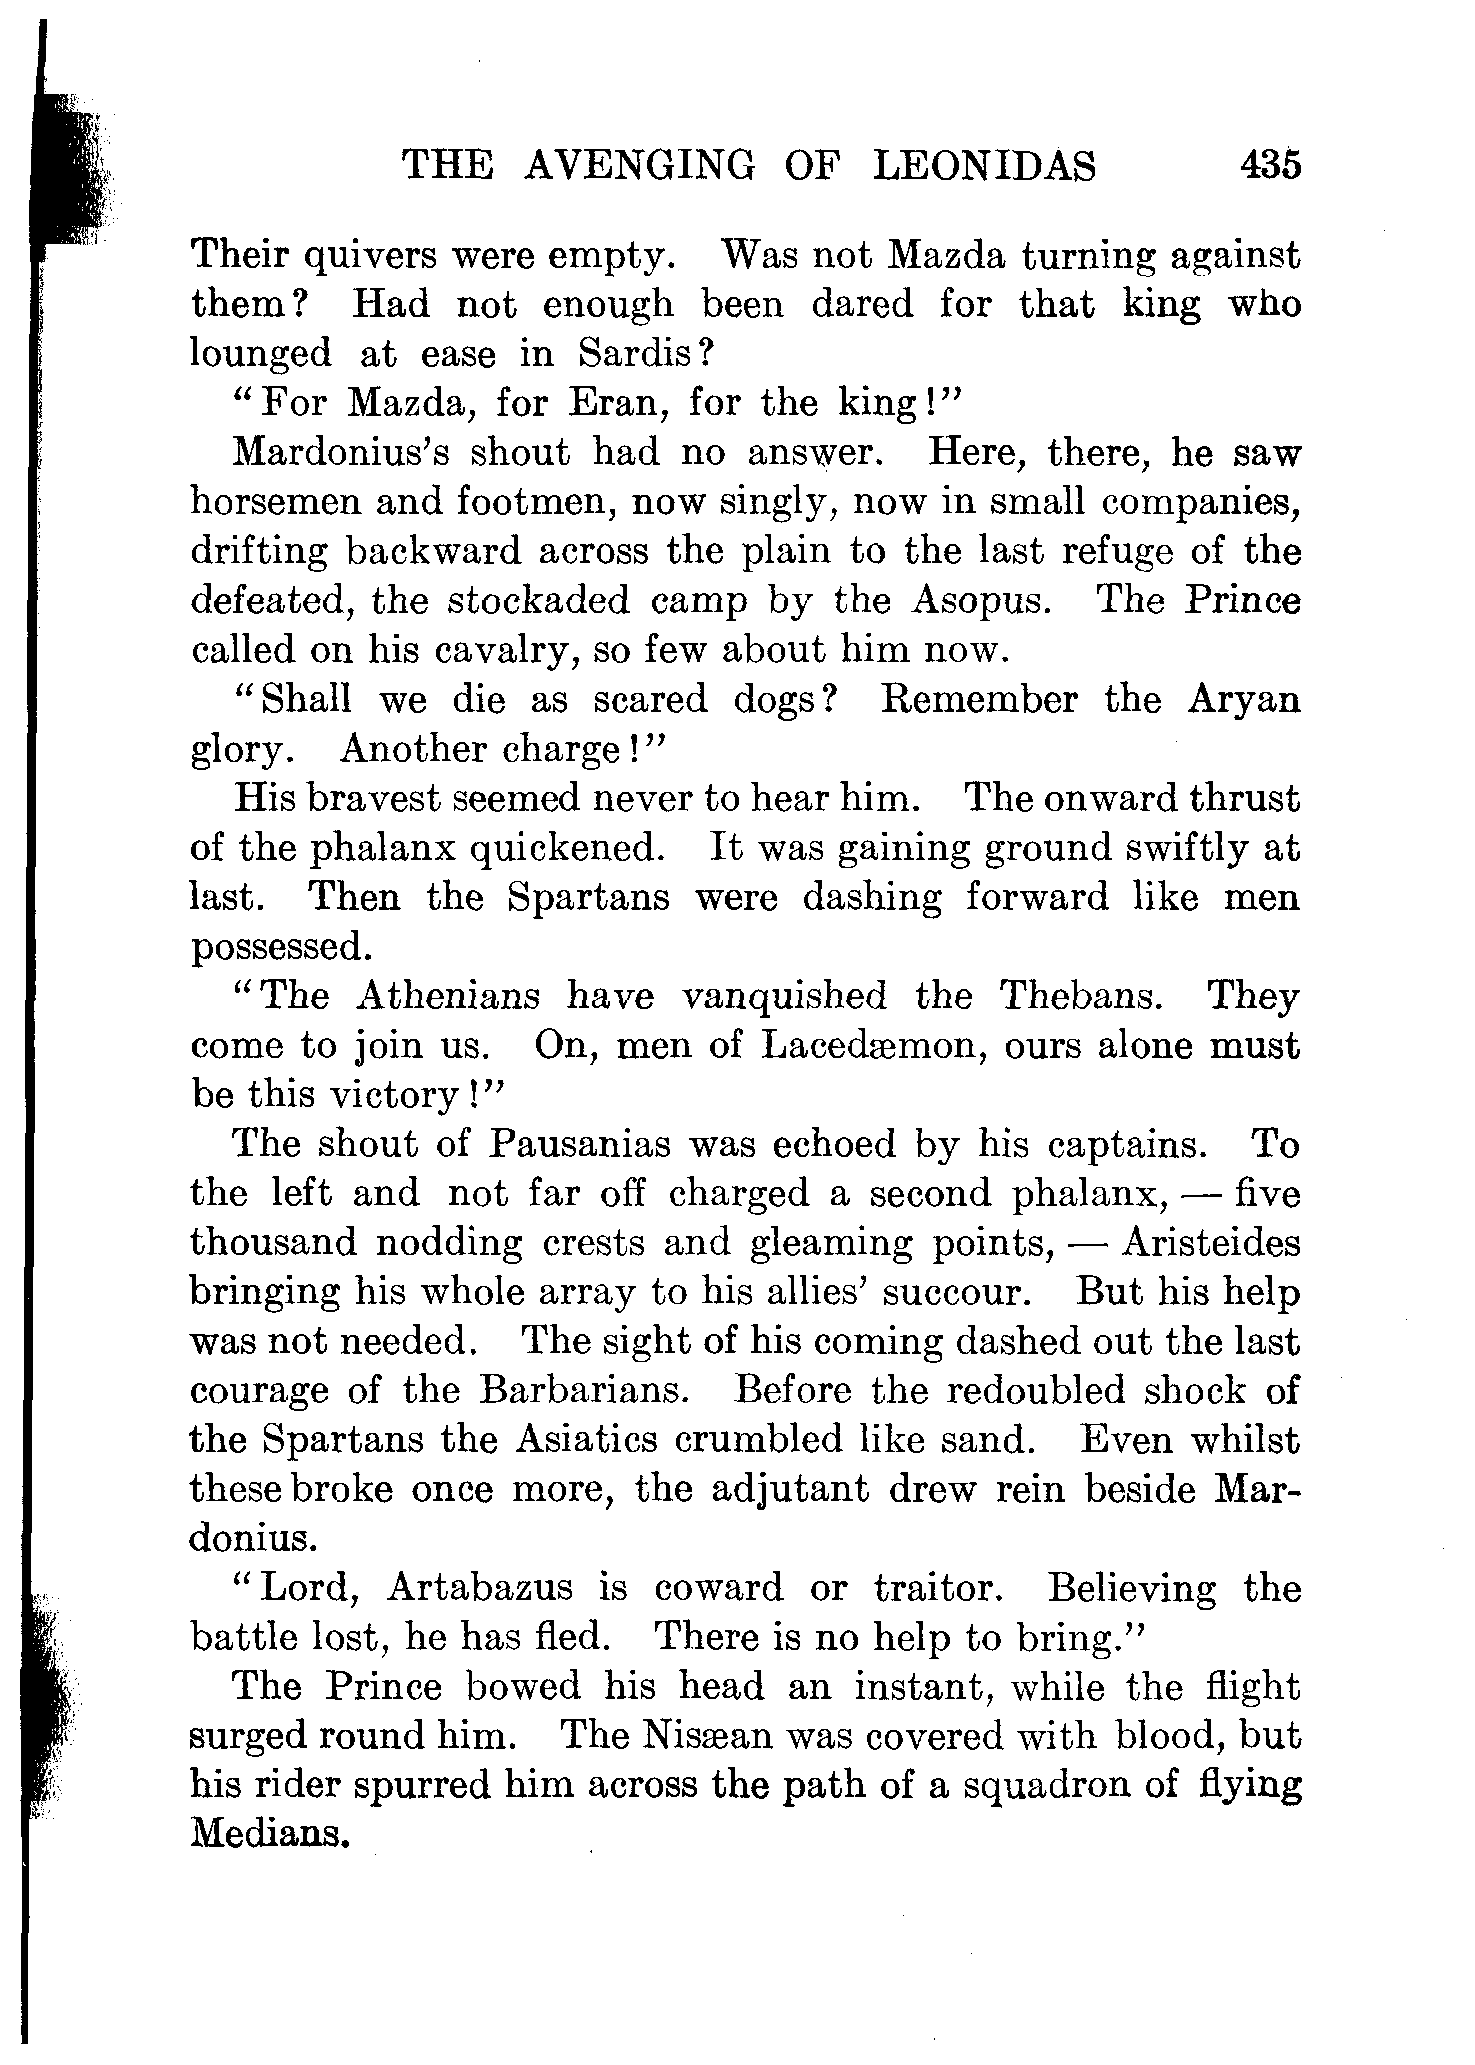 THE AVENGING OF LEONIDAS 435
Their quivers were empty. Was not Mazda turning against
them? Had not enough been dared for that king who
lounged at ease in Sardis?
"For Mazda, for Eran, for the king!"
Mardonius's shout had no answer. Here, there, he saw
horsemen and footmen, now singly, now in small companies,
drifting backward across the plain to the last refuge of the
defeated, the stockaded camp by the Asopus. The Prince
called on his cavalry, so few about him now.
"Shall we die as scared dogs? Remember the Aryan
glory. Another charge!"
His bravest seemed never to hear him. The onward thrust
of the phalanx quickened. It was gaining ground swiftly at
last. Then the Spartans were dashing forward like men
possessed.
"The Athenians have vanquished the Thebans. They
come to join us. On, men of Lacedæmon, ours alone must
be this victory!"
The shout of Pausanias was echoed by his captains. To
the left and not far off charged a second phalanx, — five
thousand nodding crests and gleaming points, — Aristeides
bringing his whole array to his allies' succour. But his help
was not needed. The sight of his coming dashed out the last
courage of the Barbarians. Before the redoubled shock of
the Spartans the Asiatics crumbled like sand. Even whilst
these broke once more, the adjutant drew rein beside Mar-
donius.
"Lord, Artabazus is coward or traitor. Believing the
battle lost, he has fled. There is no help to bring."
The Prince bowed his head an instant, while the flight
surged round him. The Nisæan was covered with blood, but
his rider spurred him across the path of a squadron of flying
Medians.